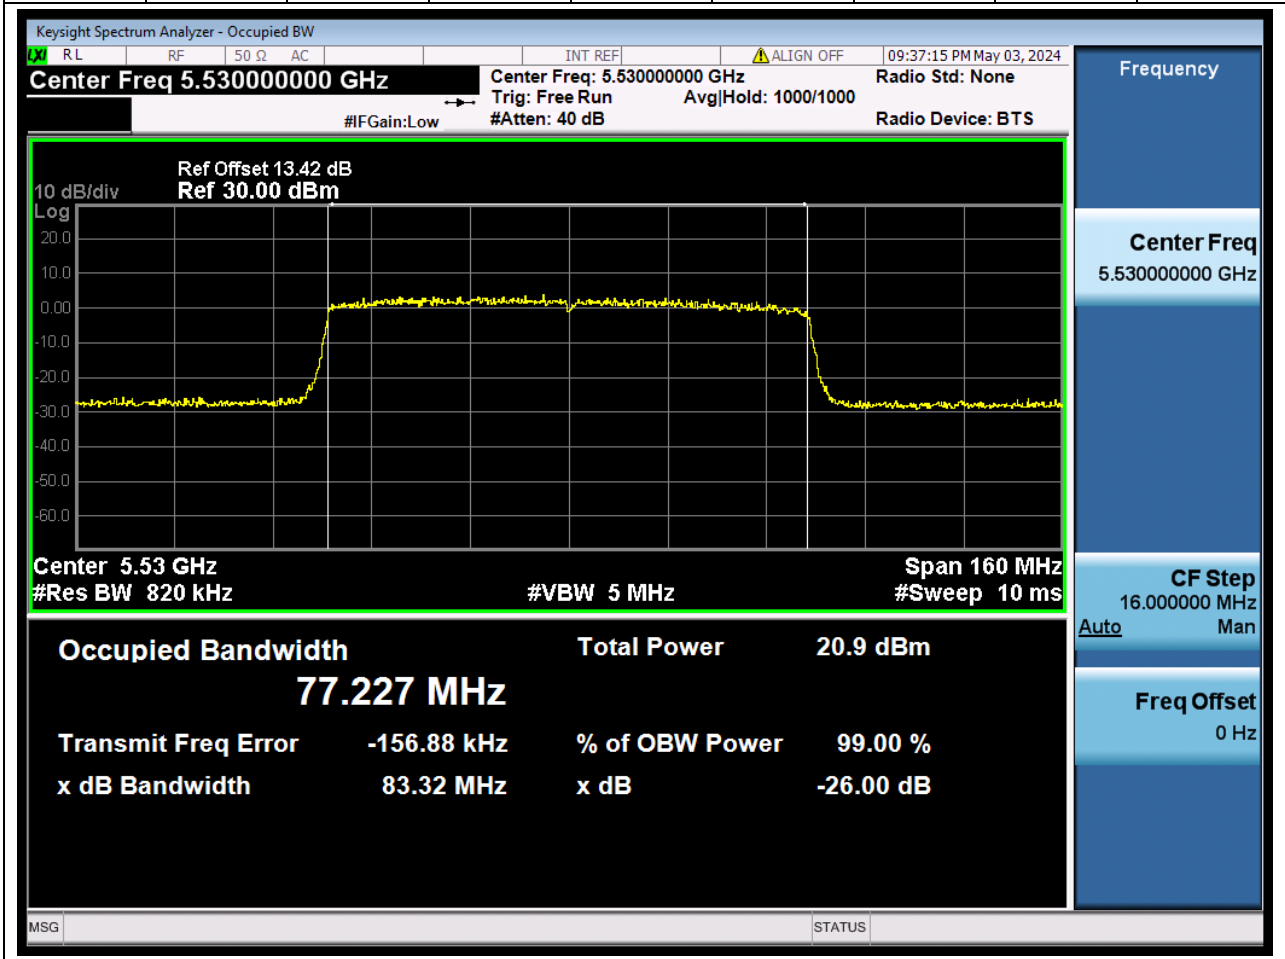 Keysight Spectrum Analyzer - Occupied BW
LXI RL RF 50 Ω AC INT REF ALIGN OFF 09:37:15 PM May 03, 2024
Center Freq 5.530000000 GHz
Center Freq: 5.530000000 GHz
Radio Std: None
Trig: Free Run Avg|Hold: 1000/1000
#IFGain:Low
#Atten: 40 dB
Radio Device: BTS
Ref Offset 13.42 dB
10 dB/div Ref 30.00 dBm
Log
20.0
10.0
0.00
-10.0
-20.0
-30.0
-40.0
-50.0
-60.0
Center 5.53 GHz Span 160 MHz
#Res BW 820 kHz #VBW 5 MHz #Sweep 10 ms
Occupied Bandwidth Total Power 20.9 dBm
77.227 MHz
Transmit Freq Error -156.88 kHz % of OBW Power 99.00 %
x dB Bandwidth 83.32 MHz x dB -26.00 dB
Frequency
Center Freq
5.530000000 GHz
CF Step
16.000000 MHz
Auto Man
Freq Offset
0 Hz
MSG STATUS